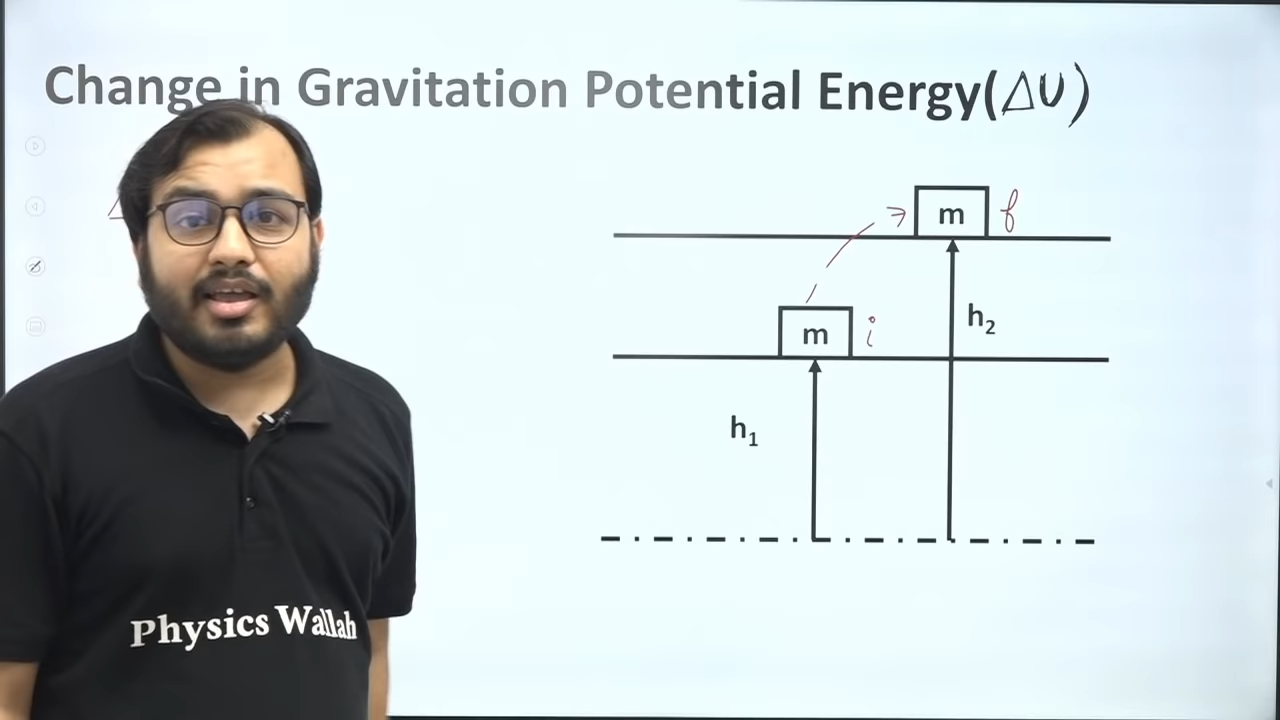 Change in Gravitation Potential Energy(ΔU)
m f
m i
h₂
h₁
Physics Wallah